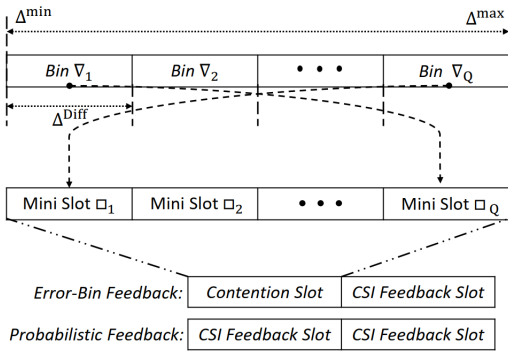 Δ^min Δ^max
Bin ∇_1 Bin ∇_2 • • • Bin ∇_Q
Δ^Diff
Mini Slot □_1 Mini Slot □_2 • • • Mini Slot □_Q
Error-Bin Feedback: Contention Slot CSI Feedback Slot
Probabilistic Feedback: CSI Feedback Slot CSI Feedback Slot